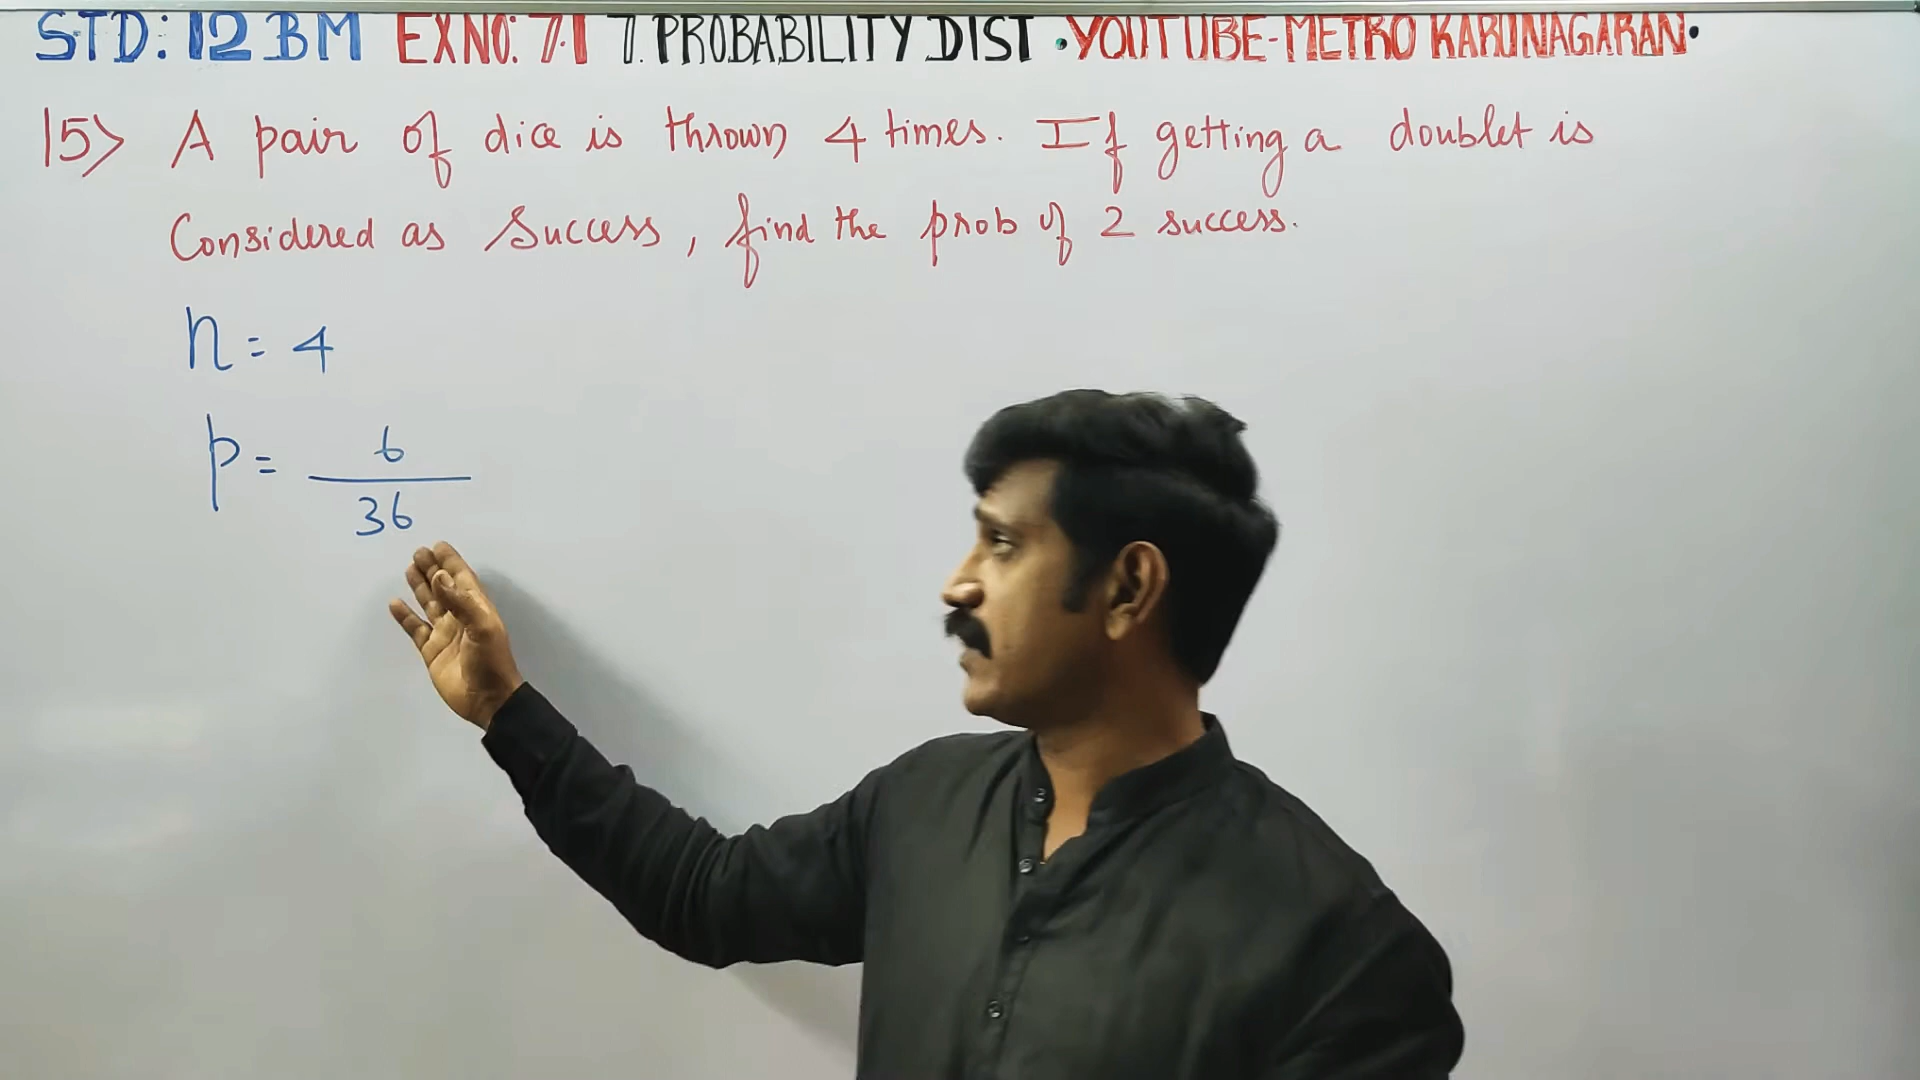 STD: 12 BM EXNO: 7.1 7. PROBABILITY DIST • YOUTUBE-METRO KARUNAGARAN •
15> A pair of dice is thrown 4 times. If getting a doublet is
Considered as Success, find the prob of 2 success.
n = 4
p = 6
36